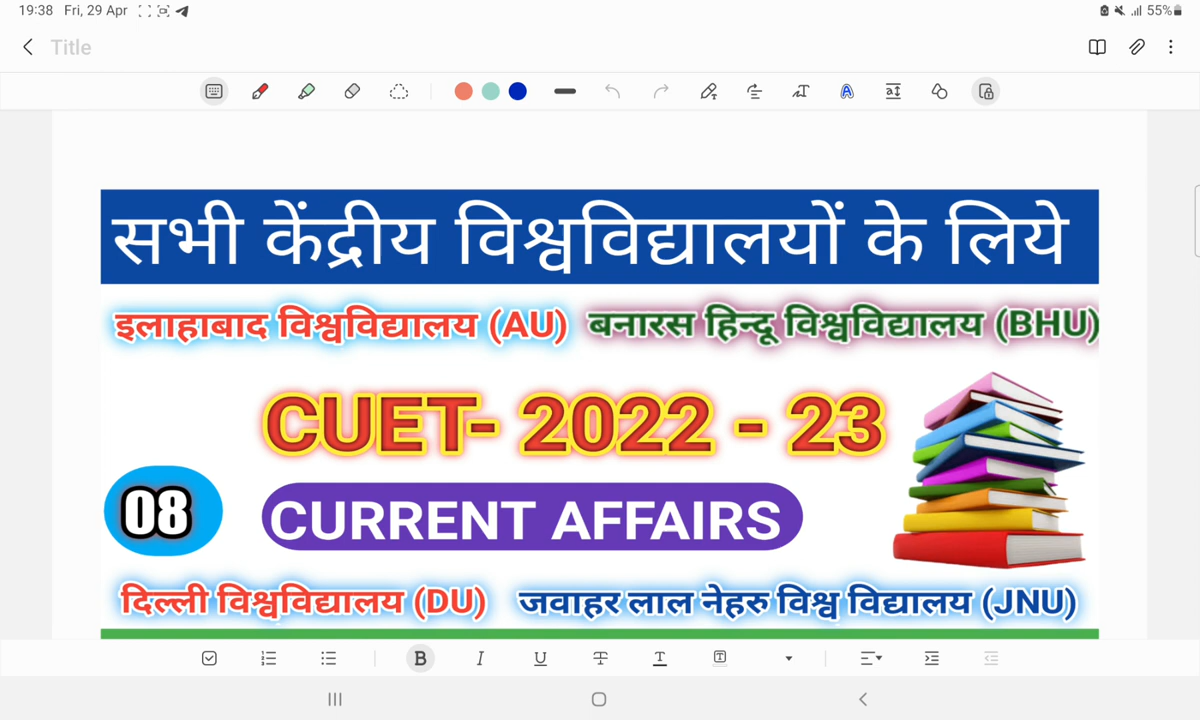 19:38 Fri, 29 Apr 55%
Title
सभी केंद्रीय विश्वविद्यालयों के लिये
इलाहाबाद विश्वविद्यालय (AU) बनारस हिन्दू विश्वविद्यालय (BHU)
CUET- 2022 - 23
08 CURRENT AFFAIRS
दिल्ली विश्वविद्यालय (DU) जवाहर लाल नेहरु विश्व विद्यालय (JNU)